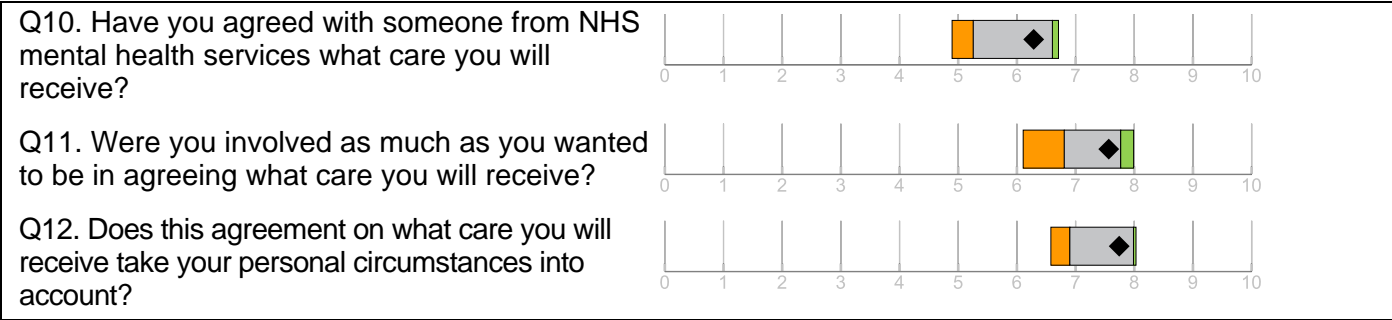 Q10. Have you agreed with someone from NHS
mental health services what care you will
receive?
0 1 2 3 4 5 6 7 8 9 10
Q11. Were you involved as much as you wanted
to be in agreeing what care you will receive?
0 1 2 3 4 5 6 7 8 9 10
Q12. Does this agreement on what care you will
receive take your personal circumstances into
account?
0 1 2 3 4 5 6 7 8 9 10